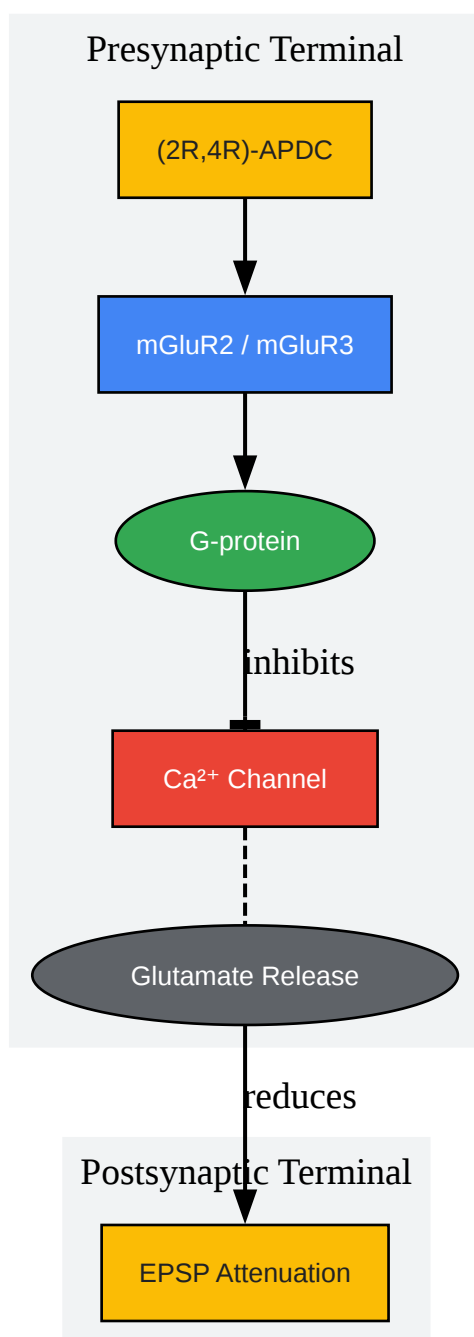 Presynaptic Terminal
(2R,4R)-APDC
mGluR2 / mGluR3
G-protein
inhibits
Ca²⁺ Channel
Glutamate Release
reduces
Postsynaptic Terminal
EPSP Attenuation